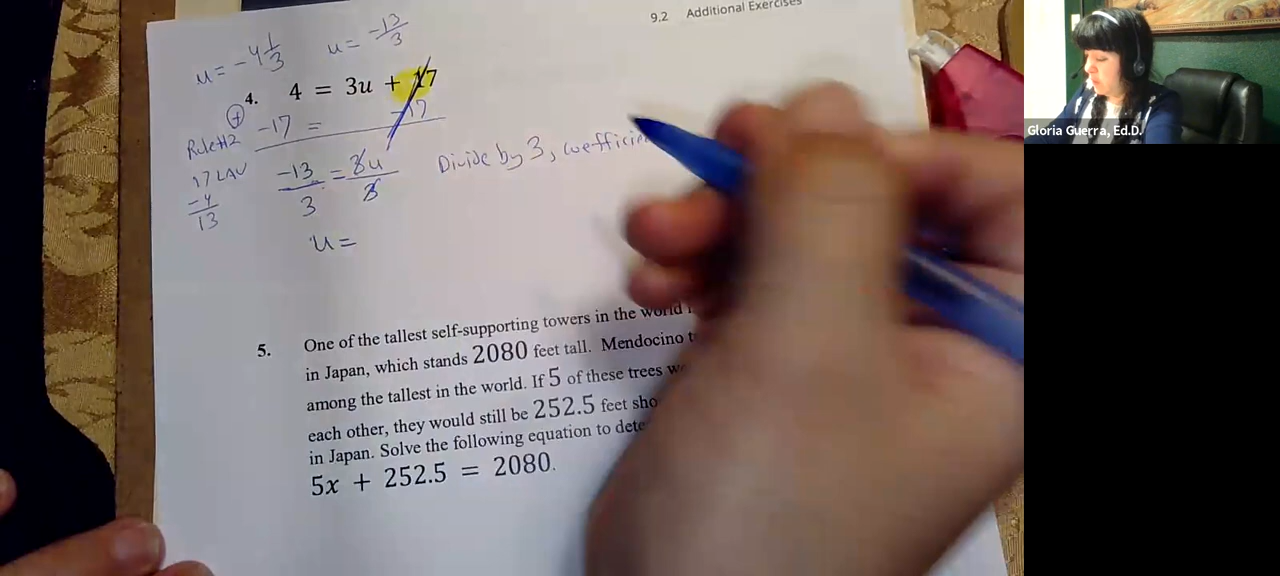 9.2 Additional Exercises
u = -4 1/3 u = -13/3
4. 4 = 3u + 17
-17 = -17
Rule #2
17 LAV
-4
13
-13/3 = 3u/3
Divide by 3, coefficie
u =
5. One of the tallest self-supporting towers in the world
in Japan, which stands 2080 feet tall. Mendocino
among the tallest in the world. If 5 of these trees
each other, they would still be 252.5 feet
in Japan. Solve the following equation to
5x + 252.5 = 2080.
Gloria Guerra, Ed.D.